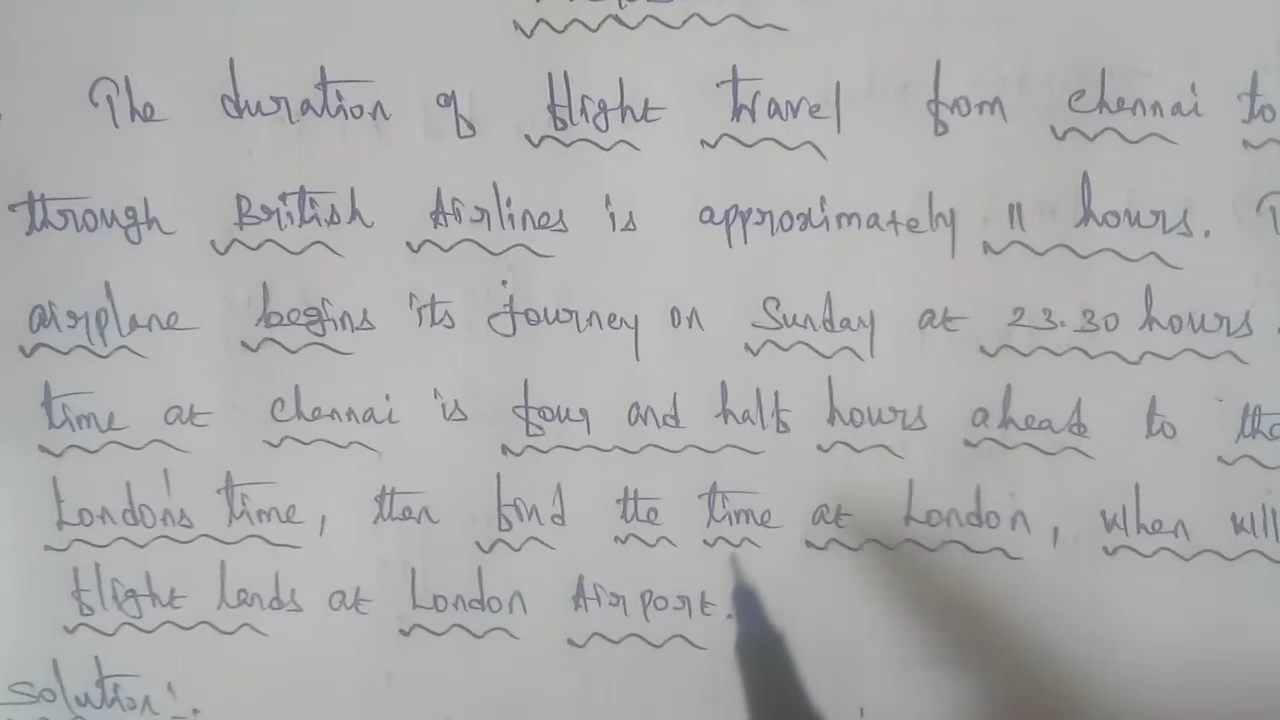 The duration of flight travel from chennai to
through British Airlines is approximately 11 hours.
airplane begins its journey on Sunday at 23.30 hours
time at chennai is four and half hours ahead to the
London's time, then find the time at London, when will
flight lands at London Airport.
Solution: